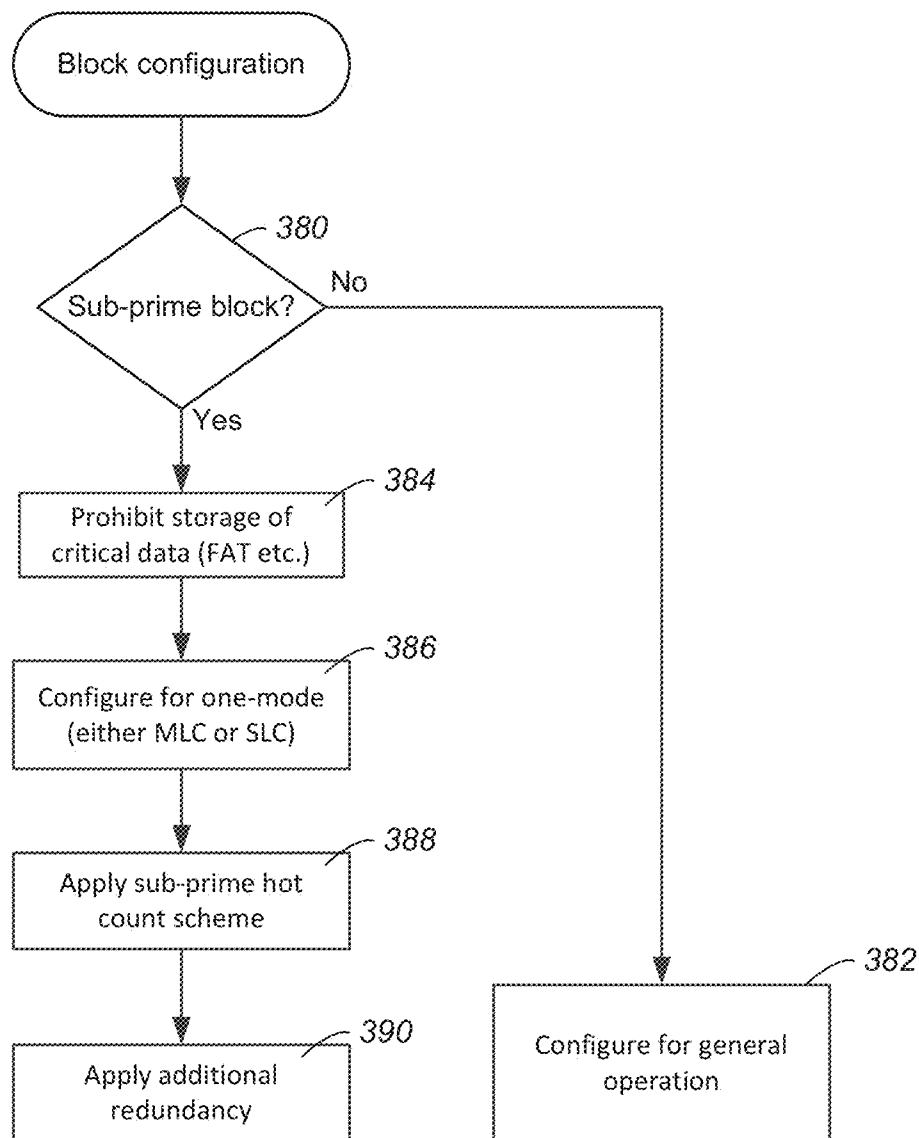 Block configuration
380
Sub-prime block?
No
Yes
384
Prohibit storage of
critical data (FAT etc.)
386
Configure for one-mode
(either MLC or SLC)
388
Apply sub-prime hot
count scheme
382
Configure for general
operation
390
Apply additional
redundancy